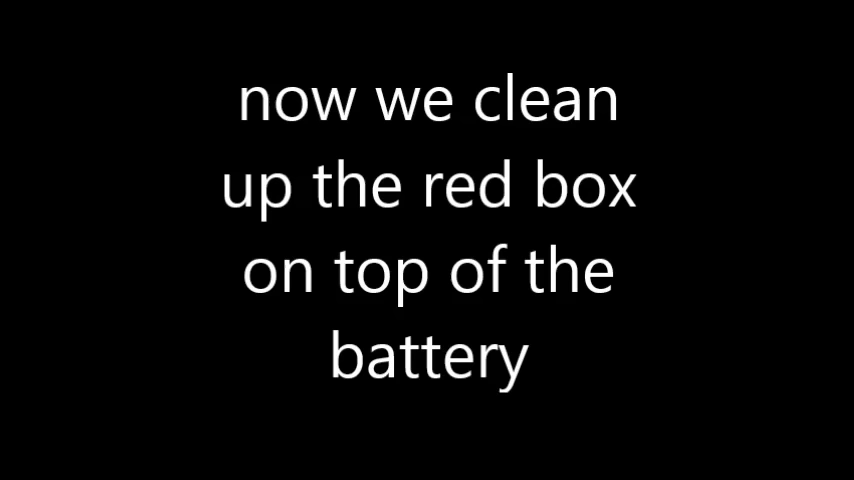 now we clean
up the red box
on top of the
battery